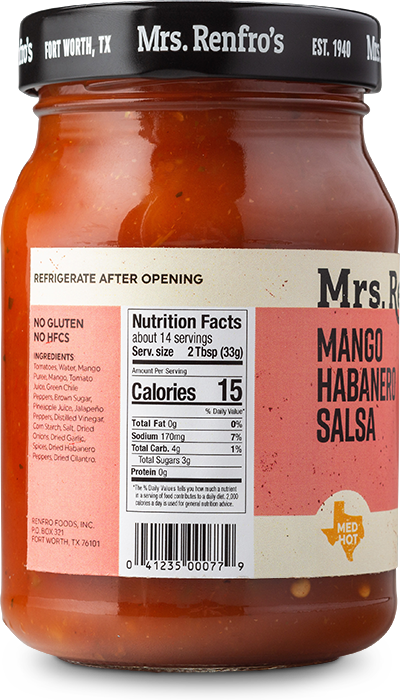 nfro's FORT WORTH, TX Mrs. Renfro's EST. 1940 Mrs
REFRIGERATE AFTER OPENING
Mrs. Re
NO GLUTEN
NO HFCS
INGREDIENTS
Tomatoes, Water, Mango
Puree, Mango, Tomato
Juice, Green Chile
Peppers, Brown Sugar,
Pineapple Juice, Jalapeño
Peppers, Distilled Vinegar,
Corn Starch, Salt, Dried
Onions, Dried Garlic,
Spices, Dried Habanero
Peppers, Dried Cilantro.
RENFRO FOODS, INC.
P.O. BOX 321
FORT WORTH, TX 76101
Nutrition Facts
about 14 servings
Serv. size 2 Tbsp (33g)
Amount Per Serving
Calories 15
% Daily Value*
Total Fat 0g 0%
Sodium 170mg 7%
Total Carb. 4g 1%
Total Sugars 3g
Protein 0g
*The % Daily Values tells you how much a nutrient
in a serving of food contributes to a daily diet. 2,000
calories a day is used for general nutrition advice.
0 41235 00077 9
MANGO
HABANERO
SALSA
MED
HOT